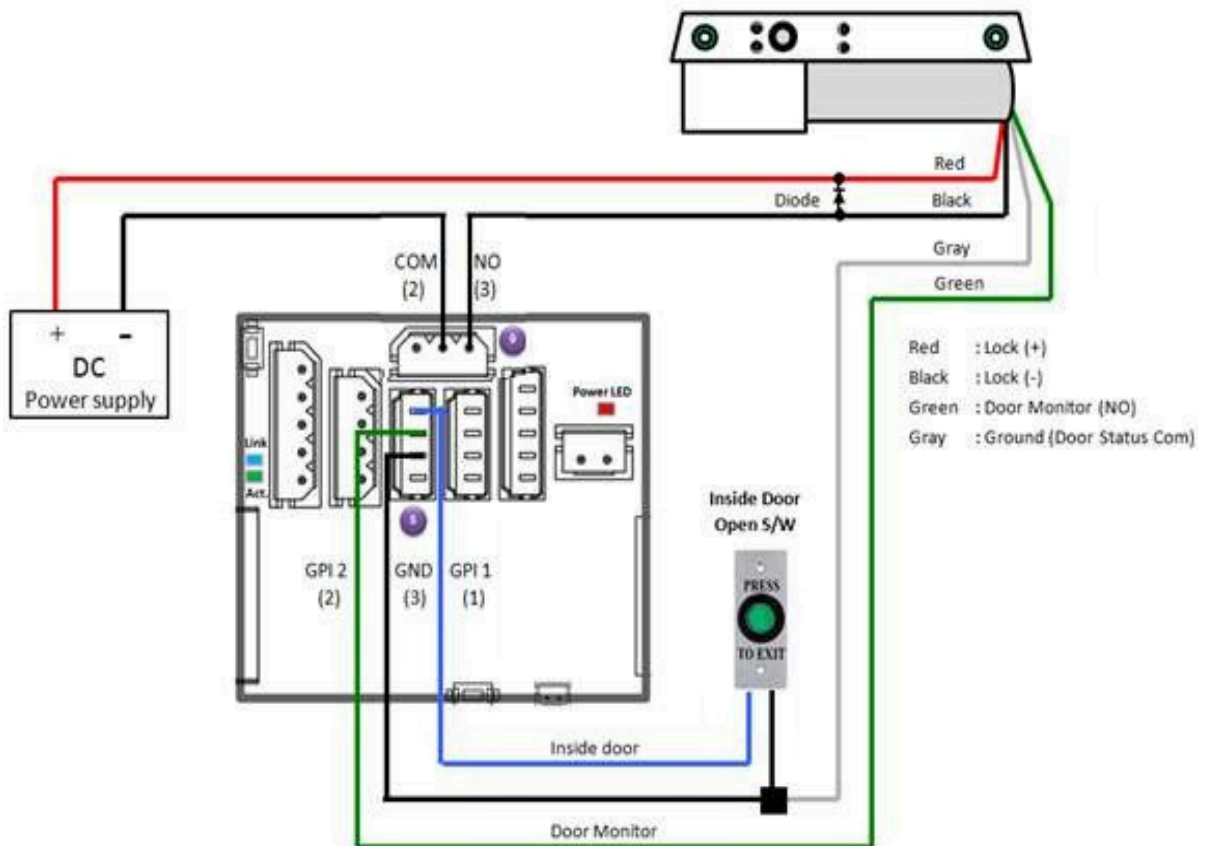 Red
Diode
Black
Gray
Green
COM
(2)
NO
(3)
+
-
DC
Power supply
Red : Lock (+)
Black : Lock (-)
Green : Door Monitor (NO)
Gray : Ground (Door Status Com)
Power LED
Link
Act.
Inside Door
Open S/W
GPI 2
(2)
GND
(3)
GPI 1
(1)
PRESS
TO EXIT
Inside door
Door Monitor